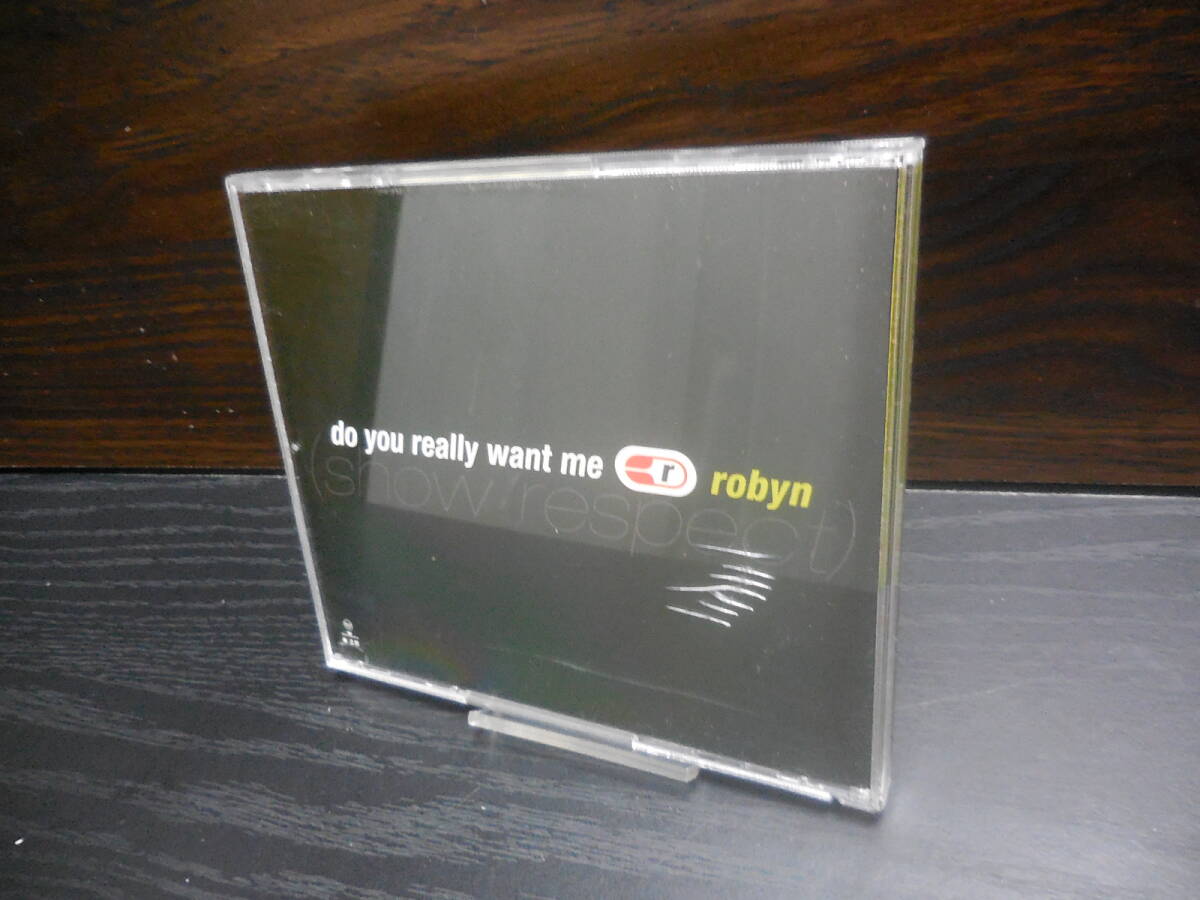 do you really want me r robyn
(show respect)